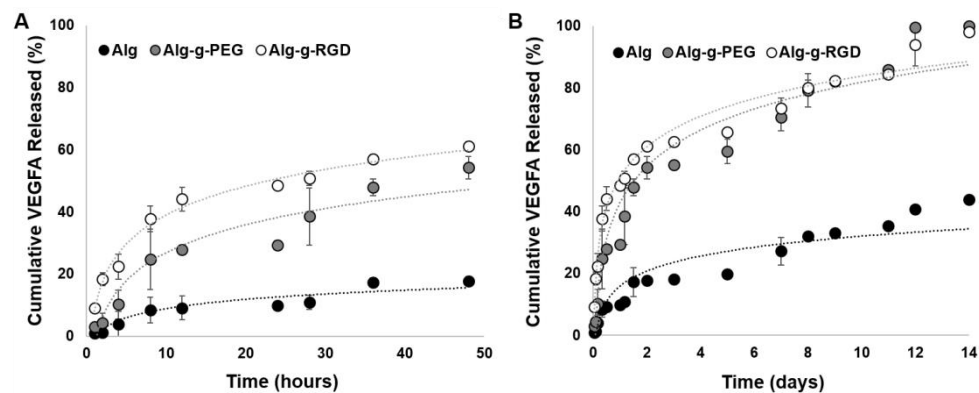 A
Cumulative VEGFA Released (%)
100
80
60
40
20
0
Alg Alg-g-PEG Alg-g-RGD
0 10 20 30 40 50
Time (hours)
B
Cumulative VEGFA Released (%)
100
80
60
40
20
0
Alg Alg-g-PEG Alg-g-RGD
0 2 4 6 8 10 12 14
Time (days)